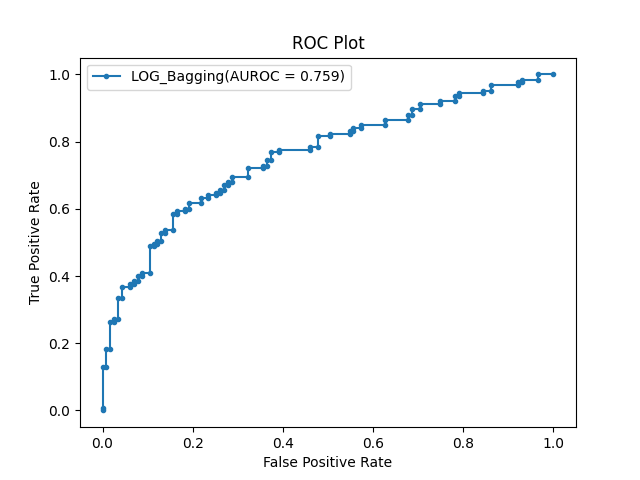 ROC Plot
LOG_Bagging(AUROC = 0.759)
True Positive Rate
1.0
0.8
0.6
0.4
0.2
0.0
0.0 0.2 0.4 0.6 0.8 1.0
False Positive Rate